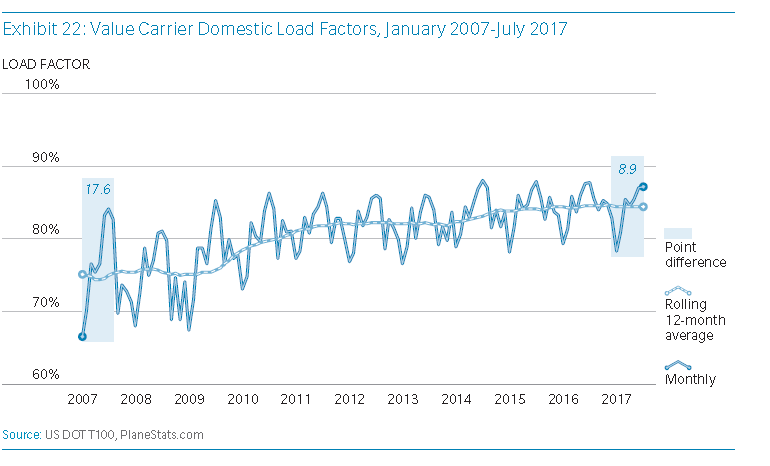 Exhibit 22: Value Carrier Domestic Load Factors, January 2007-July 2017
LOAD FACTOR
100%
90%
80%
70%
60%
17.6
8.9
2007 2008 2009 2010 2011 2012 2013 2014 2015 2016 2017
Point
difference
Rolling
12-month
average
Monthly
Source: US DOT T100, PlaneStats.com